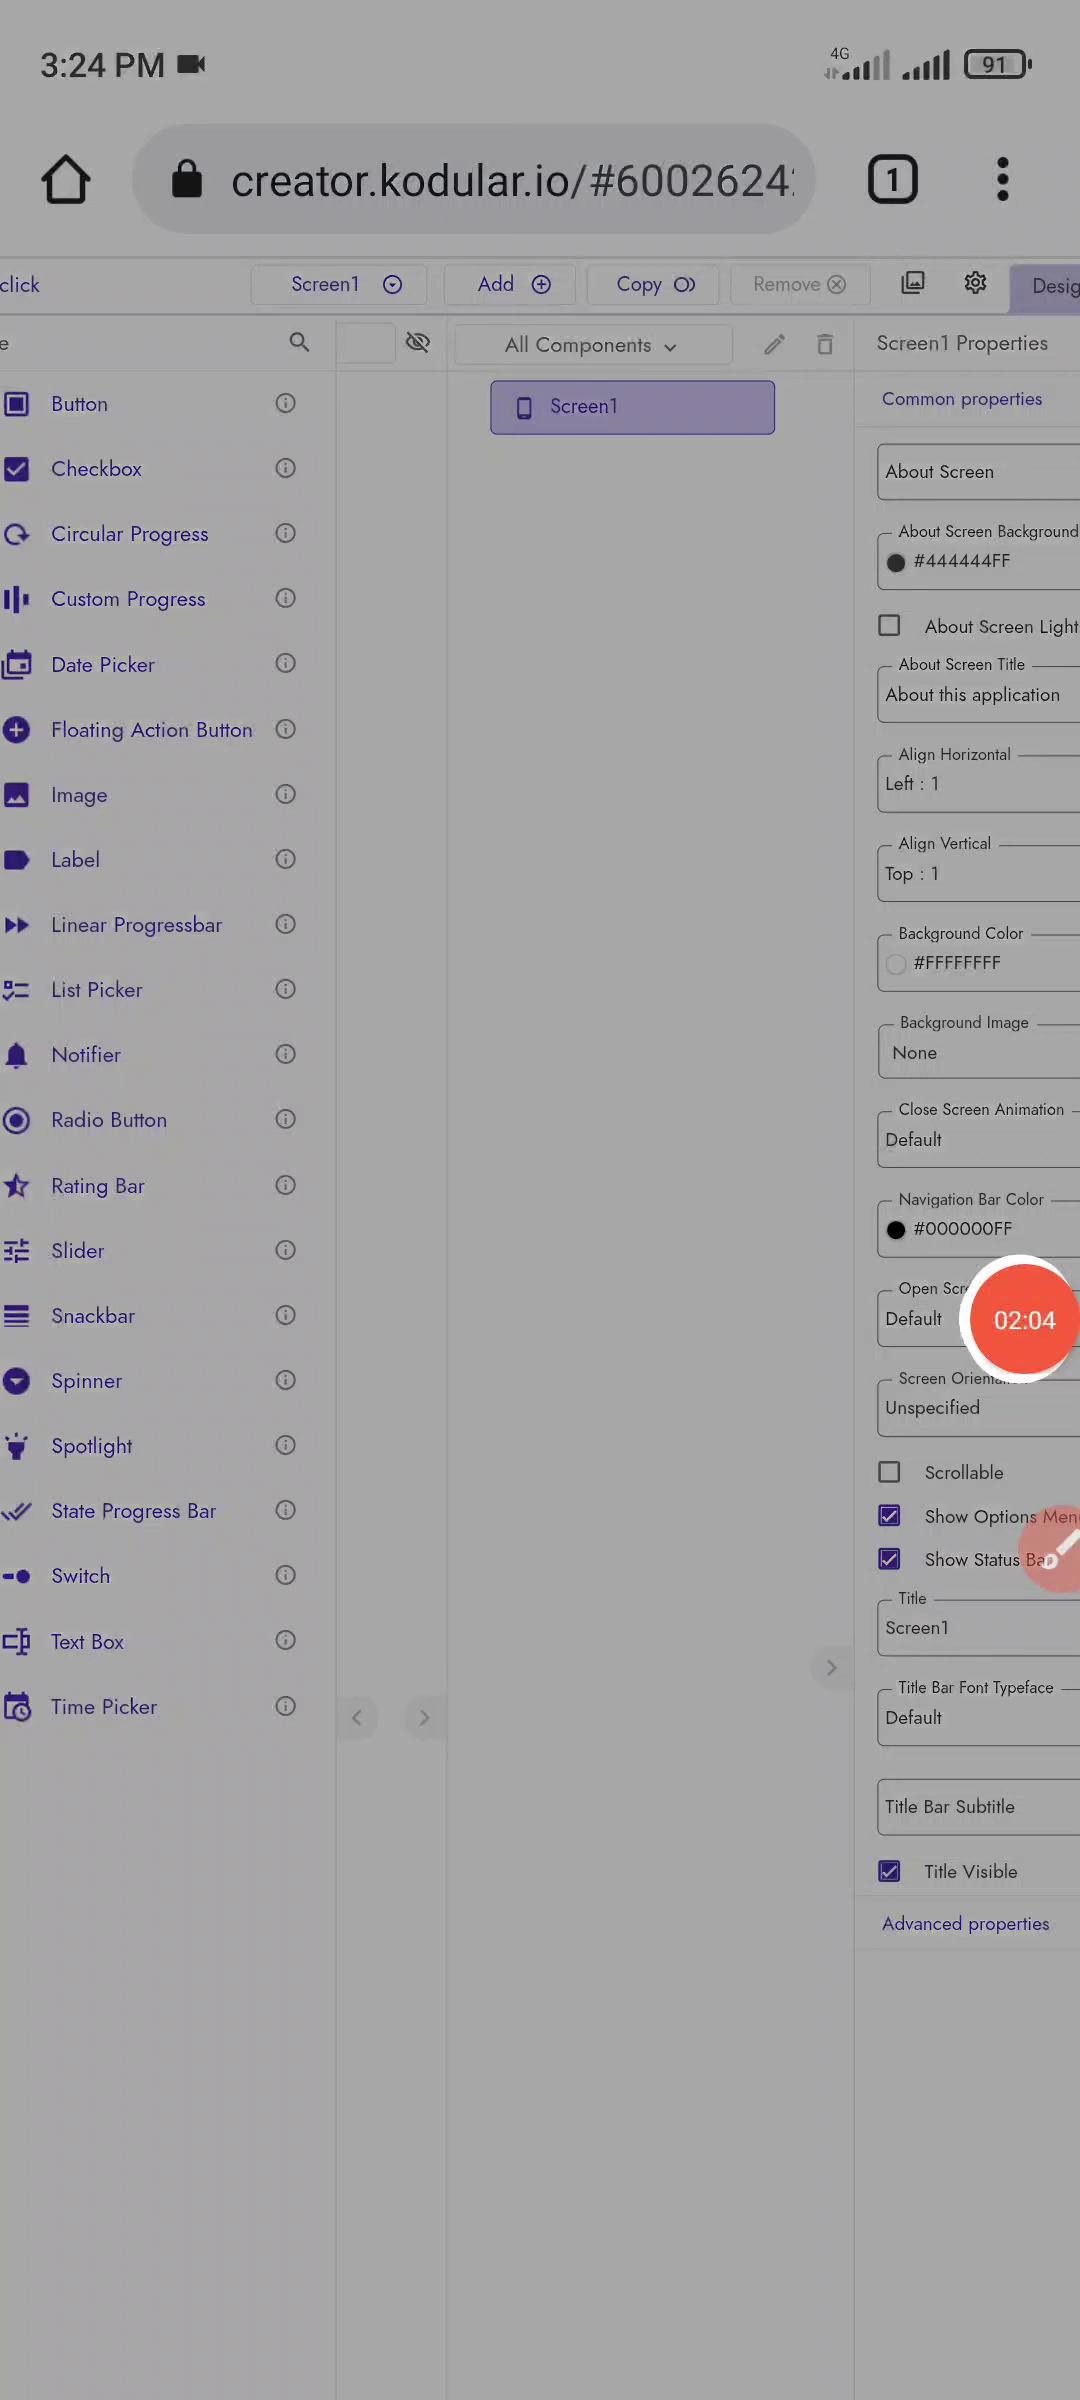 3:24 PM
4G
91
creator.kodular.io/#6002624
1
click
Screen1
Add
Copy
Remove
Desig
e
All Components
Screen1 Properties
Button
Checkbox
Circular Progress
Custom Progress
Date Picker
Floating Action Button
Image
Label
Linear Progressbar
List Picker
Notifier
Radio Button
Rating Bar
Slider
Snackbar
Spinner
Spotlight
State Progress Bar
Switch
Text Box
Time Picker
Screen1
Common properties
About Screen
About Screen Background
#444444FF
About Screen Light
About Screen Title
About this application
Align Horizontal
Left : 1
Align Vertical
Top : 1
Background Color
#FFFFFFFF
Background Image
None
Close Screen Animation
Default
Navigation Bar Color
#000000FF
Open Scre
Default
02:04
Screen Orienta
Unspecified
Scrollable
Show Options Men
Show Status Ba
Title
Screen1
Title Bar Font Typeface
Default
Title Bar Subtitle
Title Visible
Advanced properties